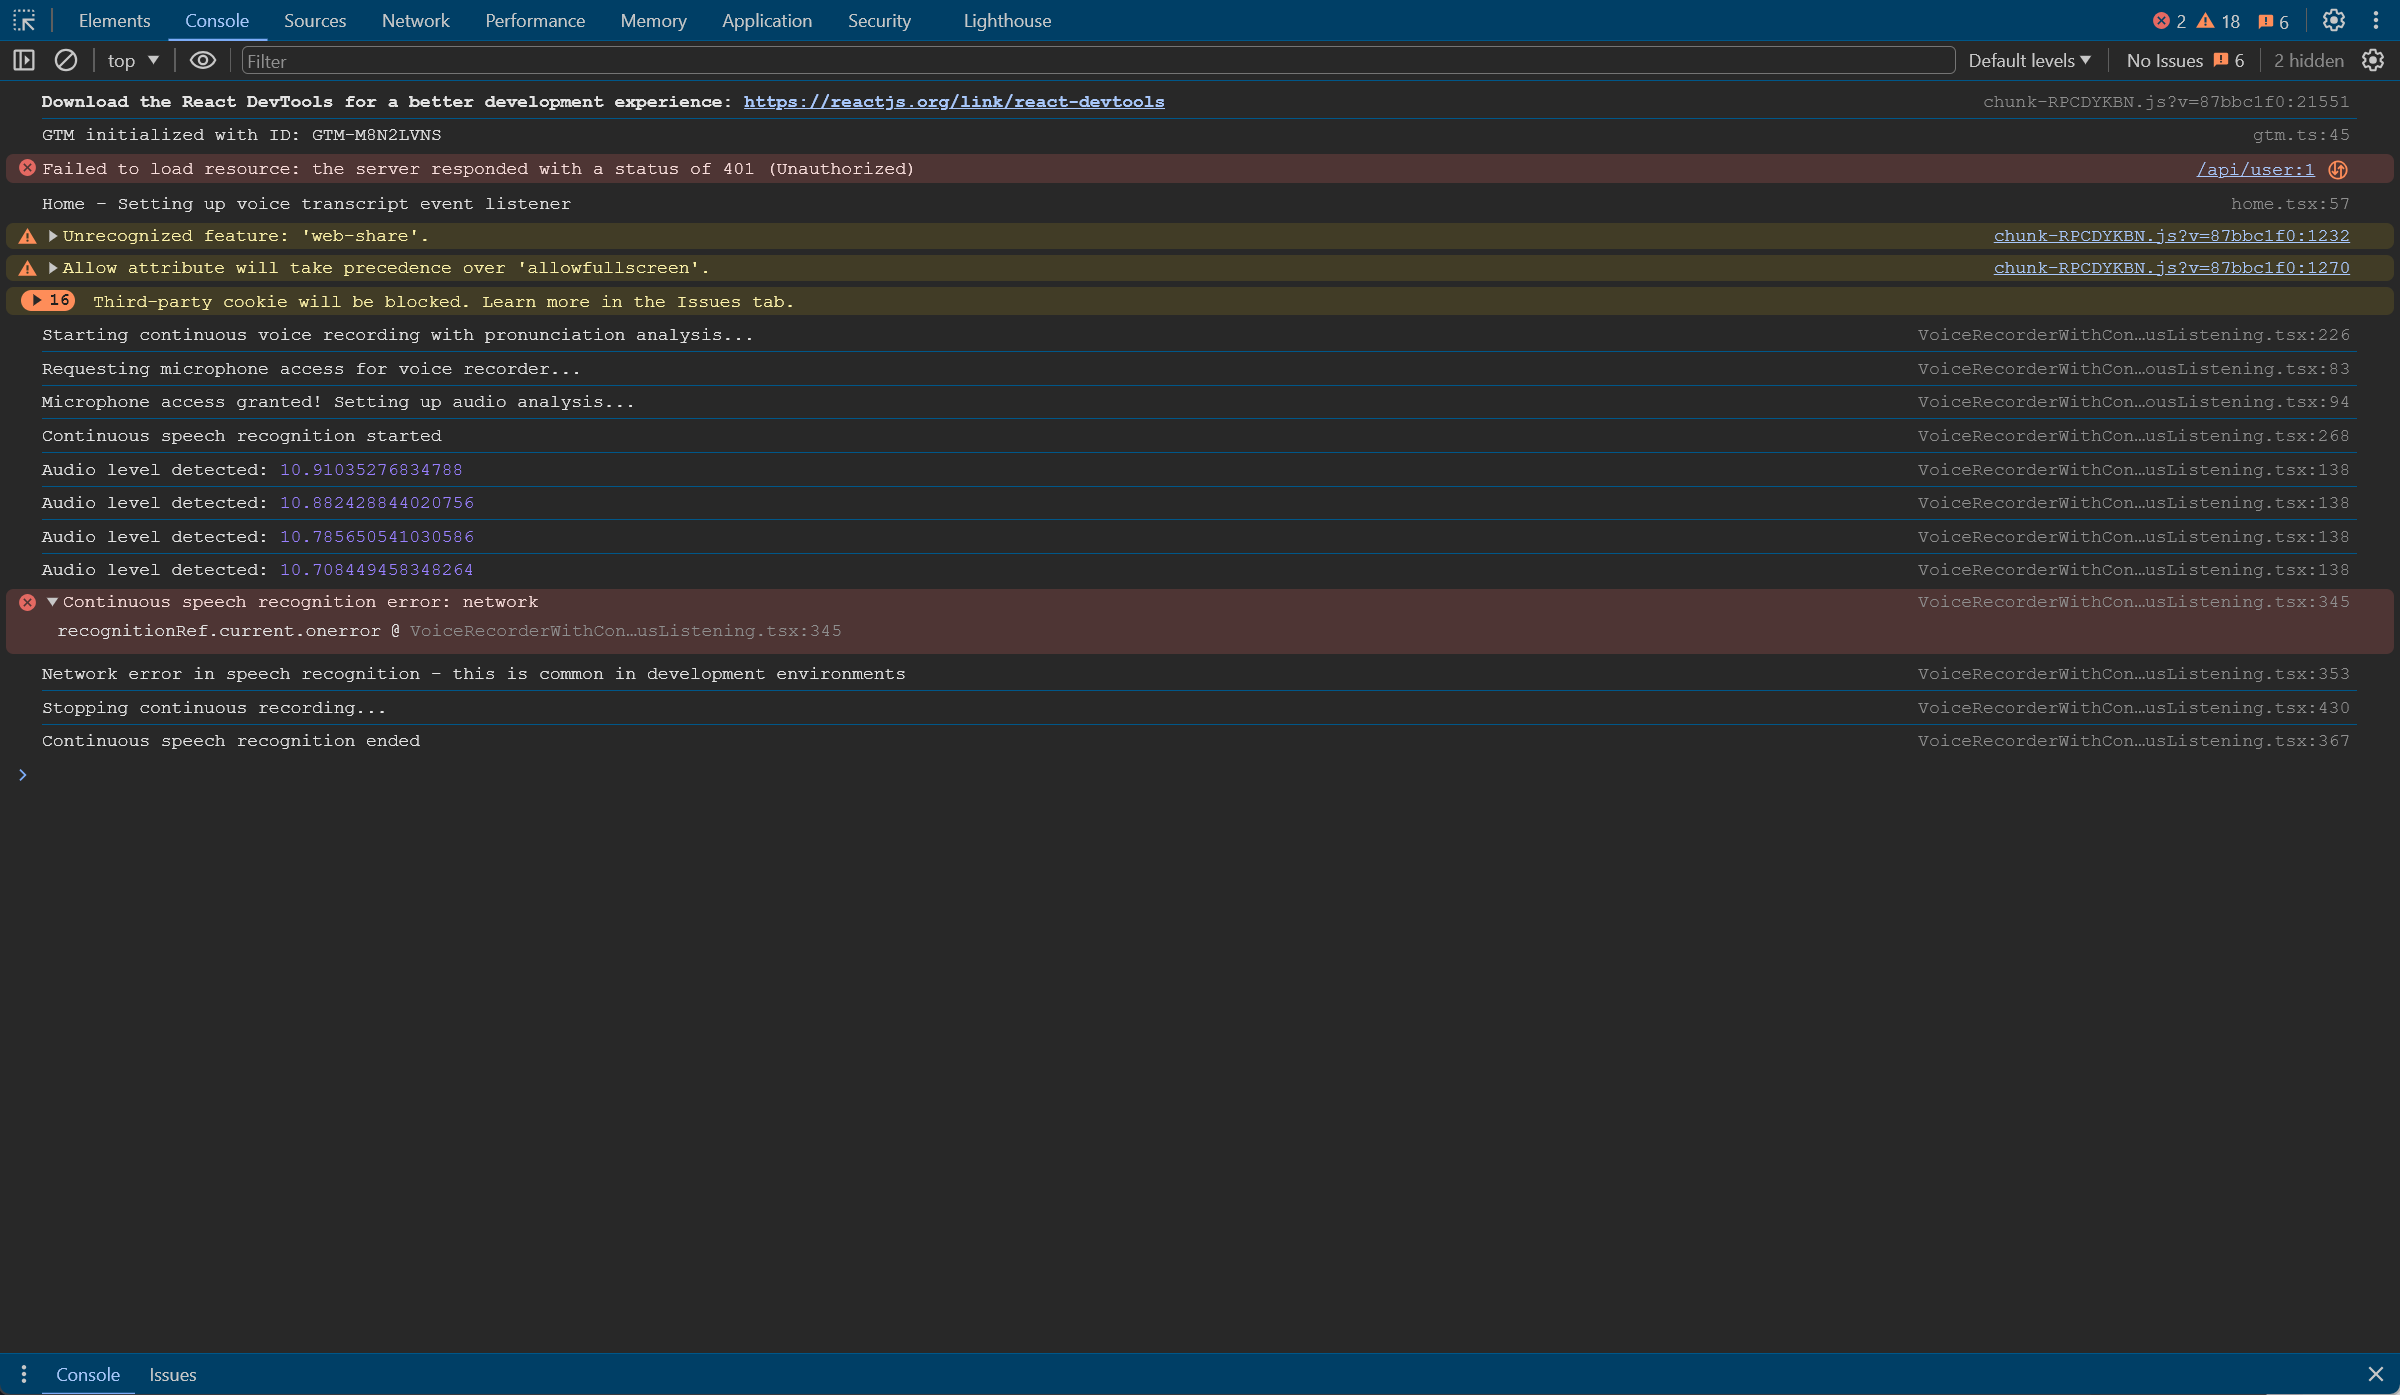 Elements Console Sources Network Performance Memory Application Security Lighthouse 2 18 6
top Filter Default levels No Issues 6 2 hidden
Download the React DevTools for a better development experience: https://reactjs.org/link/react-devtools chunk-RPCDYKBN.js?v=87bbc1f0:21551
GTM initialized with ID: GTM-M8N2LVNS gtm.ts:45
Failed to load resource: the server responded with a status of 401 (Unauthorized) /api/user:1
Home - Setting up voice transcript event listener home.tsx:57
Unrecognized feature: 'web-share'. chunk-RPCDYKBN.js?v=87bbc1f0:1232
Allow attribute will take precedence over 'allowfullscreen'. chunk-RPCDYKBN.js?v=87bbc1f0:1270
16 Third-party cookie will be blocked. Learn more in the Issues tab.
Starting continuous voice recording with pronunciation analysis... VoiceRecorderWithCon…usListening.tsx:226
Requesting microphone access for voice recorder... VoiceRecorderWithCon…ousListening.tsx:83
Microphone access granted! Setting up audio analysis... VoiceRecorderWithCon…ousListening.tsx:94
Continuous speech recognition started VoiceRecorderWithCon…usListening.tsx:268
Audio level detected: 10.91035276834788 VoiceRecorderWithCon…usListening.tsx:138
Audio level detected: 10.882428844020756 VoiceRecorderWithCon…usListening.tsx:138
Audio level detected: 10.785650541030586 VoiceRecorderWithCon…usListening.tsx:138
Audio level detected: 10.708449458348264 VoiceRecorderWithCon…usListening.tsx:138
Continuous speech recognition error: network VoiceRecorderWithCon…usListening.tsx:345
recognitionRef.current.onerror @ VoiceRecorderWithCon…usListening.tsx:345
Network error in speech recognition - this is common in development environments VoiceRecorderWithCon…usListening.tsx:353
Stopping continuous recording... VoiceRecorderWithCon…usListening.tsx:430
Continuous speech recognition ended VoiceRecorderWithCon…usListening.tsx:367
Console Issues